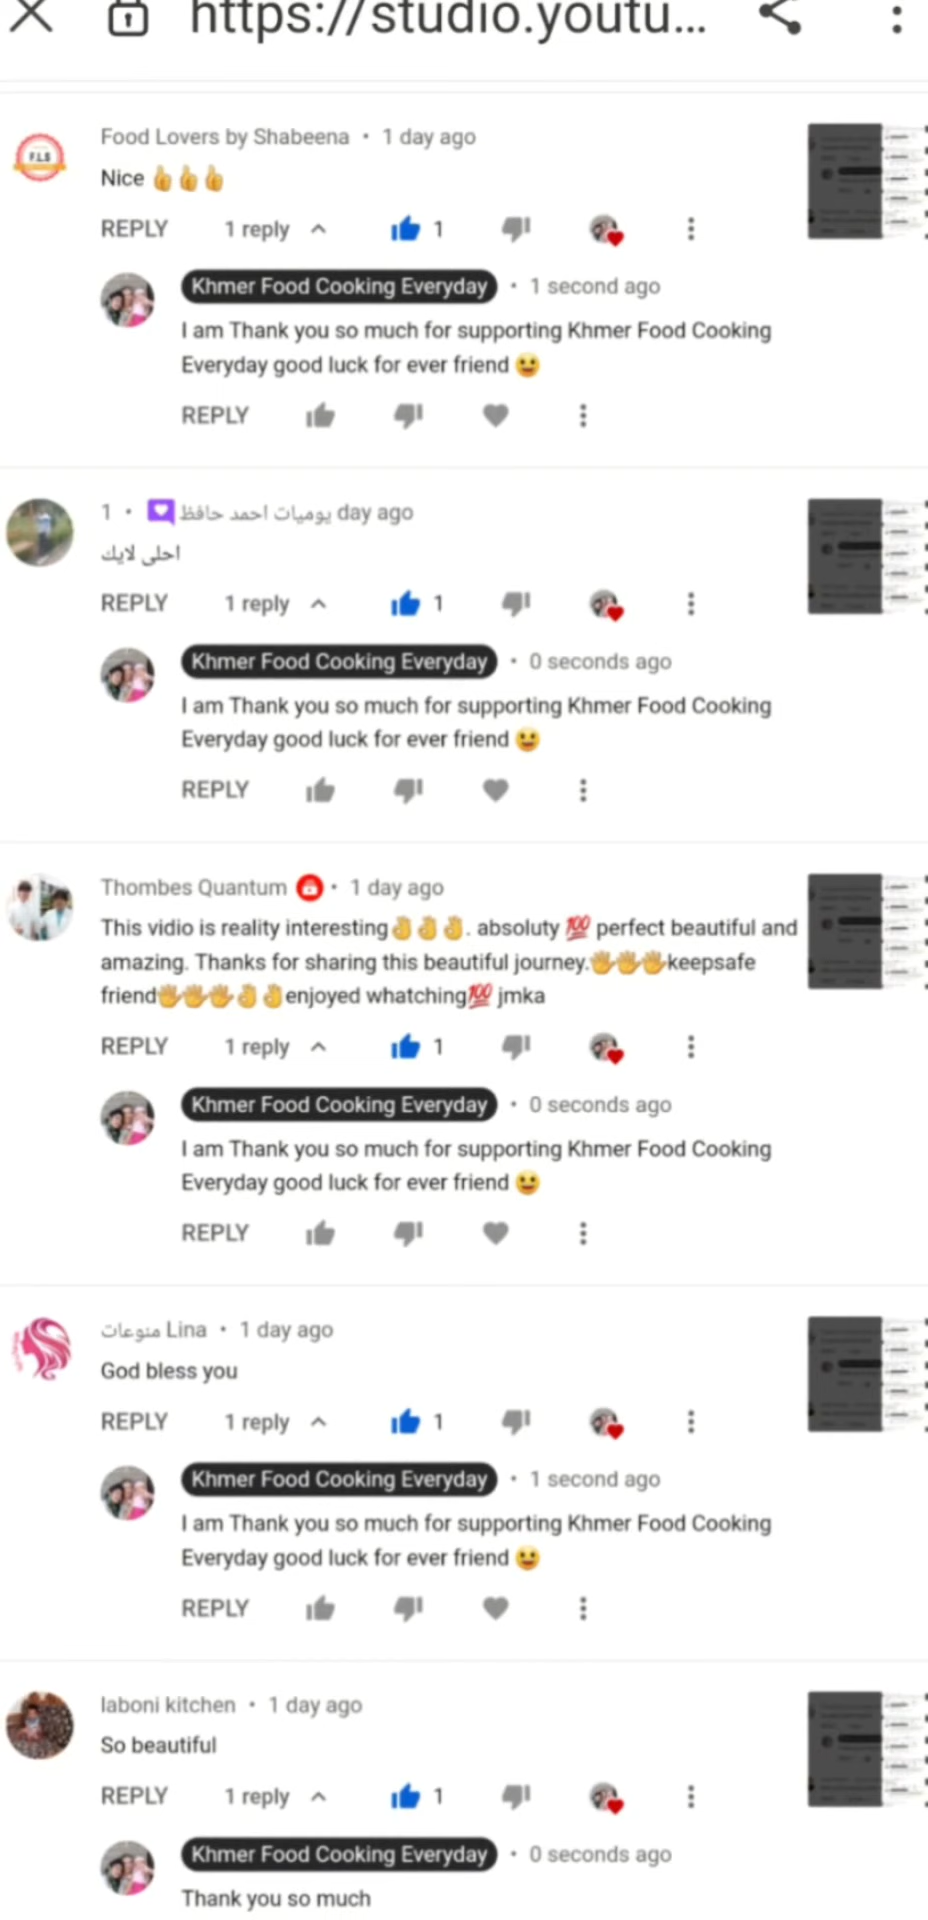 https://studio.youtu...
Food Lovers by Shabeena • 1 day ago
F.L.S
Nice 👍👍👍
REPLY 1 reply 1
Khmer Food Cooking Everyday • 1 second ago
I am Thank you so much for supporting Khmer Food Cooking
Everyday good luck for ever friend 😀
REPLY
1 • يوميات احمد حافظ day ago
احلى لايك
REPLY 1 reply 1
Khmer Food Cooking Everyday • 0 seconds ago
I am Thank you so much for supporting Khmer Food Cooking
Everyday good luck for ever friend 😀
REPLY
Thombes Quantum • 1 day ago
This vidio is reality interesting👌👌👌. absoluty 💯 perfect beautiful and
amazing. Thanks for sharing this beautiful journey.👋👋👋keepsafe
friend👋👋👋👌👌enjoyed whatching💯 jmka
REPLY 1 reply 1
Khmer Food Cooking Everyday • 0 seconds ago
I am Thank you so much for supporting Khmer Food Cooking
Everyday good luck for ever friend 😀
REPLY
منوعات Lina • 1 day ago
God bless you
REPLY 1 reply 1
Khmer Food Cooking Everyday • 1 second ago
I am Thank you so much for supporting Khmer Food Cooking
Everyday good luck for ever friend 😀
REPLY
laboni kitchen • 1 day ago
So beautiful
REPLY 1 reply 1
Khmer Food Cooking Everyday • 0 seconds ago
Thank you so much